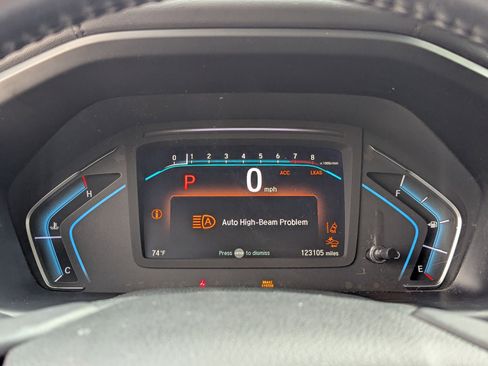 0 1 2 3 4 5 6 7 8 x 1000r/min
ACC LKAS
P 0 mph
H
F
A Auto High-Beam Problem
C
E
74°F Press to dismiss 123105 miles
BRAKE
SYSTEM